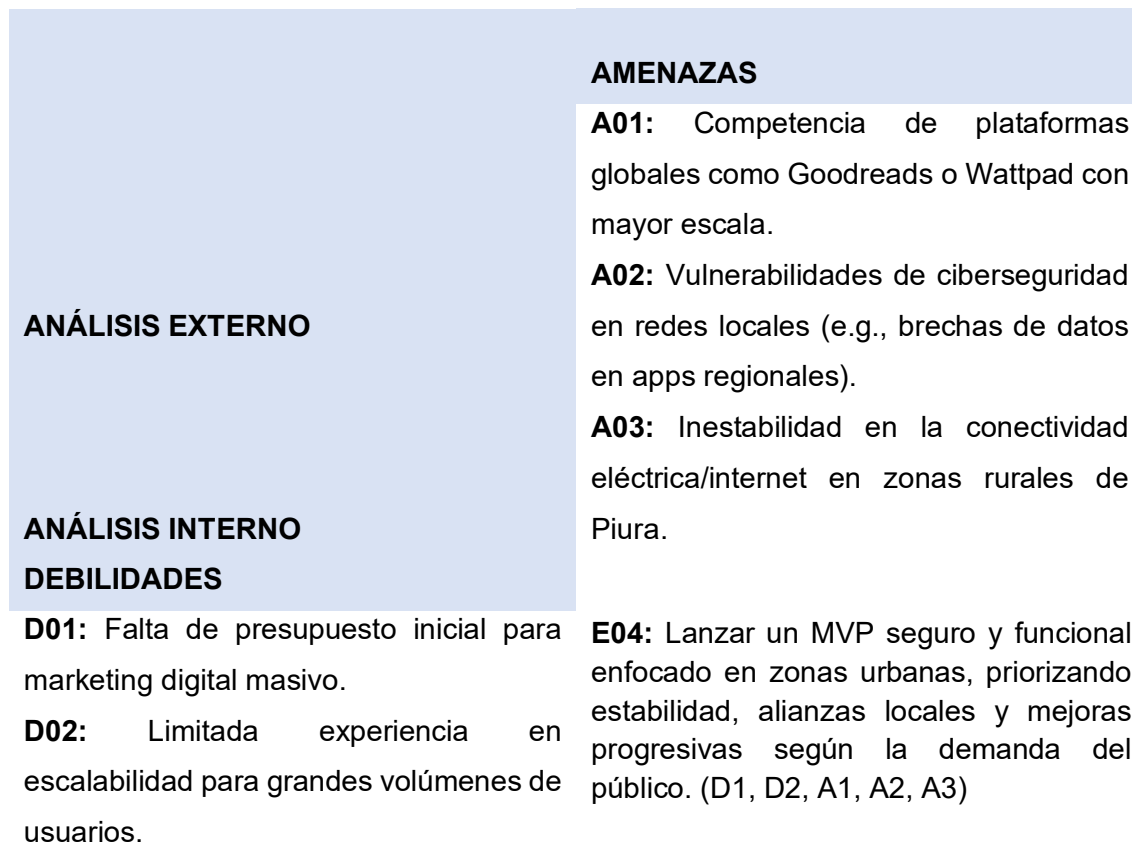 AMENAZAS
A01: Competencia de plataformas
globales como Goodreads o Wattpad con
mayor escala.
A02: Vulnerabilidades de ciberseguridad
en redes locales (e.g., brechas de datos
en apps regionales).
A03: Inestabilidad en la conectividad
eléctrica/internet en zonas rurales de
Piura.
ANÁLISIS EXTERNO
ANÁLISIS INTERNO
DEBILIDADES
D01: Falta de presupuesto inicial para
marketing digital masivo.
D02: Limitada experiencia en
escalabilidad para grandes volúmenes de
usuarios.
E04: Lanzar un MVP seguro y funcional
enfocado en zonas urbanas, priorizando
estabilidad, alianzas locales y mejoras
progresivas según la demanda del
público. (D1, D2, A1, A2, A3)